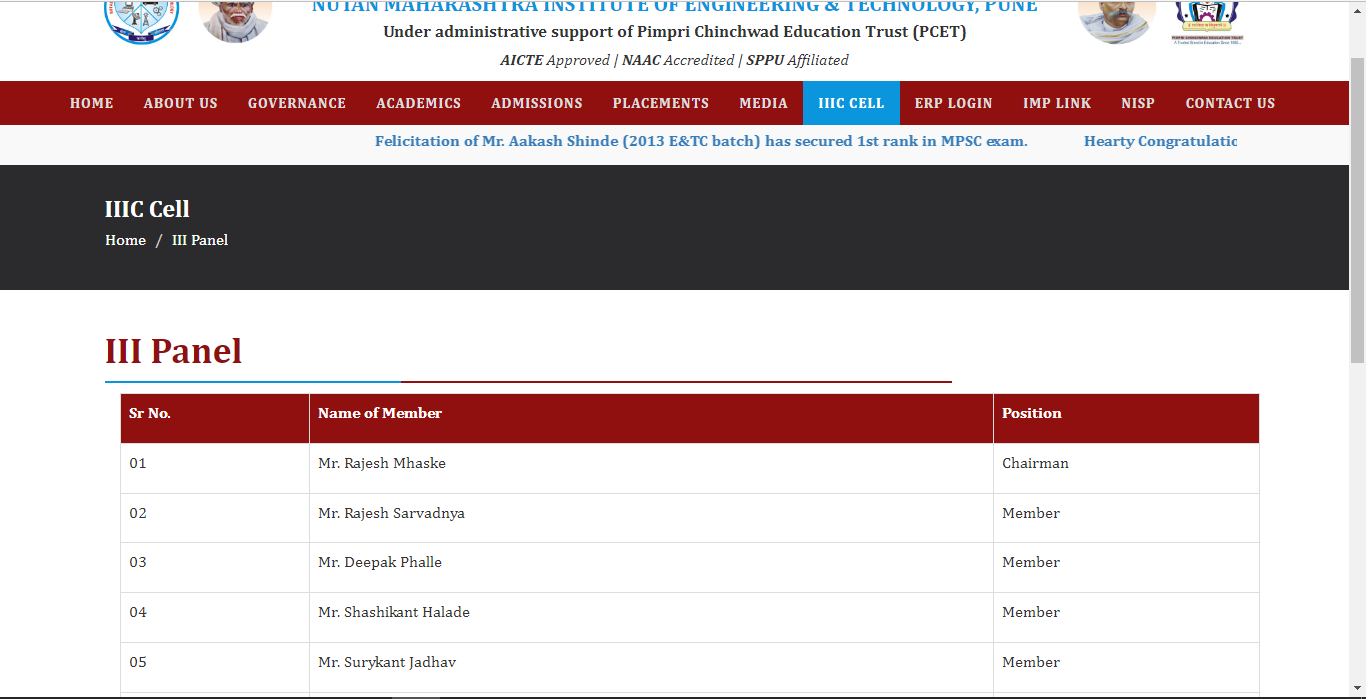 NUTAN MAHARASHTRA INSTITUTE OF ENGINEERING & TECHNOLOGY, PUNE
Under administrative support of Pimpri Chinchwad Education Trust (PCET)
AICTE Approved | NAAC Accredited | SPPU Affiliated
HOME ABOUT US GOVERNANCE ACADEMICS ADMISSIONS PLACEMENTS MEDIA IIIC CELL ERP LOGIN IMP LINK NISP CONTACT US
Felicitation of Mr. Aakash Shinde (2013 E&TC batch) has secured 1st rank in MPSC exam. Hearty
IIIC Cell
Home / III Panel
III Panel
Sr No. Name of Member Position
01 Mr. Rajesh Mhaske Chairman
02 Mr. Rajesh Sarvadnya Member
03 Mr. Deepak Phalle Member
04 Mr. Shashikant Halade Member
05 Mr. Surykant Jadhav Member